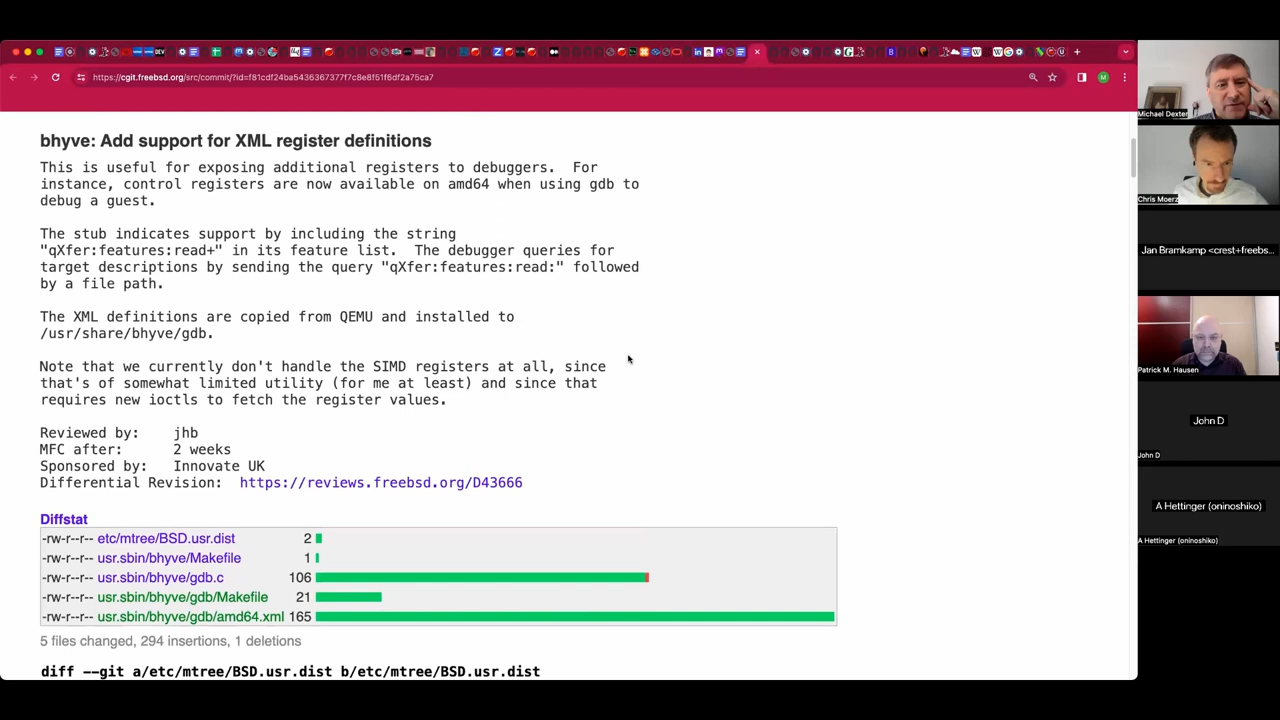 https://cgit.freebsd.org/src/commit/?id=f81cdf24ba5436367377f7c8e8f51f6df2a75ca7
bhyve: Add support for XML register definitions
This is useful for exposing additional registers to debuggers.  For
instance, control registers are now available on amd64 when using gdb to
debug a guest.
The stub indicates support by including the string
"qXfer:features:read+" in its feature list.  The debugger queries for
target descriptions by sending the query "qXfer:features:read:" followed
by a file path.
The XML definitions are copied from QEMU and installed to
/usr/share/bhyve/gdb.
Note that we currently don't handle the SIMD registers at all, since
that's of somewhat limited utility (for me at least) and since that
requires new ioctls to fetch the register values.
Reviewed by:    jhb
MFC after:      2 weeks
Sponsored by:   Innovate UK
Differential Revision:  https://reviews.freebsd.org/D43666
Diffstat
-rw-r--r-- etc/mtree/BSD.usr.dist 2
-rw-r--r-- usr.sbin/bhyve/Makefile 1
-rw-r--r-- usr.sbin/bhyve/gdb.c 106
-rw-r--r-- usr.sbin/bhyve/gdb/Makefile 21
-rw-r--r-- usr.sbin/bhyve/gdb/amd64.xml 165
5 files changed, 294 insertions, 1 deletions
diff --git a/etc/mtree/BSD.usr.dist b/etc/mtree/BSD.usr.dist
Michael Dexter
Chris Moerz
Jan Bramkamp <crest+freebs...
Patrick M. Hausen
John D
John D
A Hettinger (oninoshiko)
A Hettinger (oninoshiko)